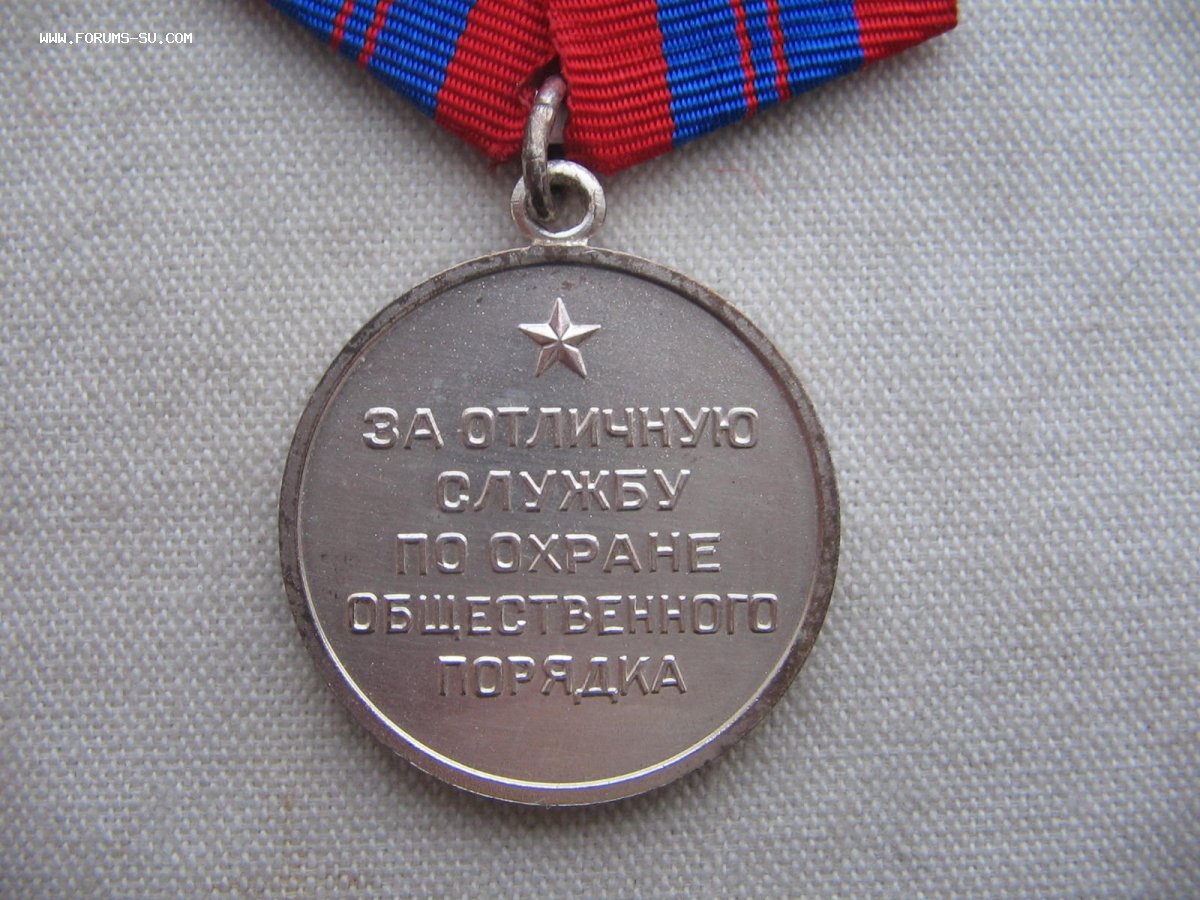 WWW.FORUMS-SU.COM
ЗА ОТЛИЧНУЮ
СЛУЖБУ
ПО ОХРАНЕ
ОБЩЕСТВЕННОГО
ПОРЯДКА